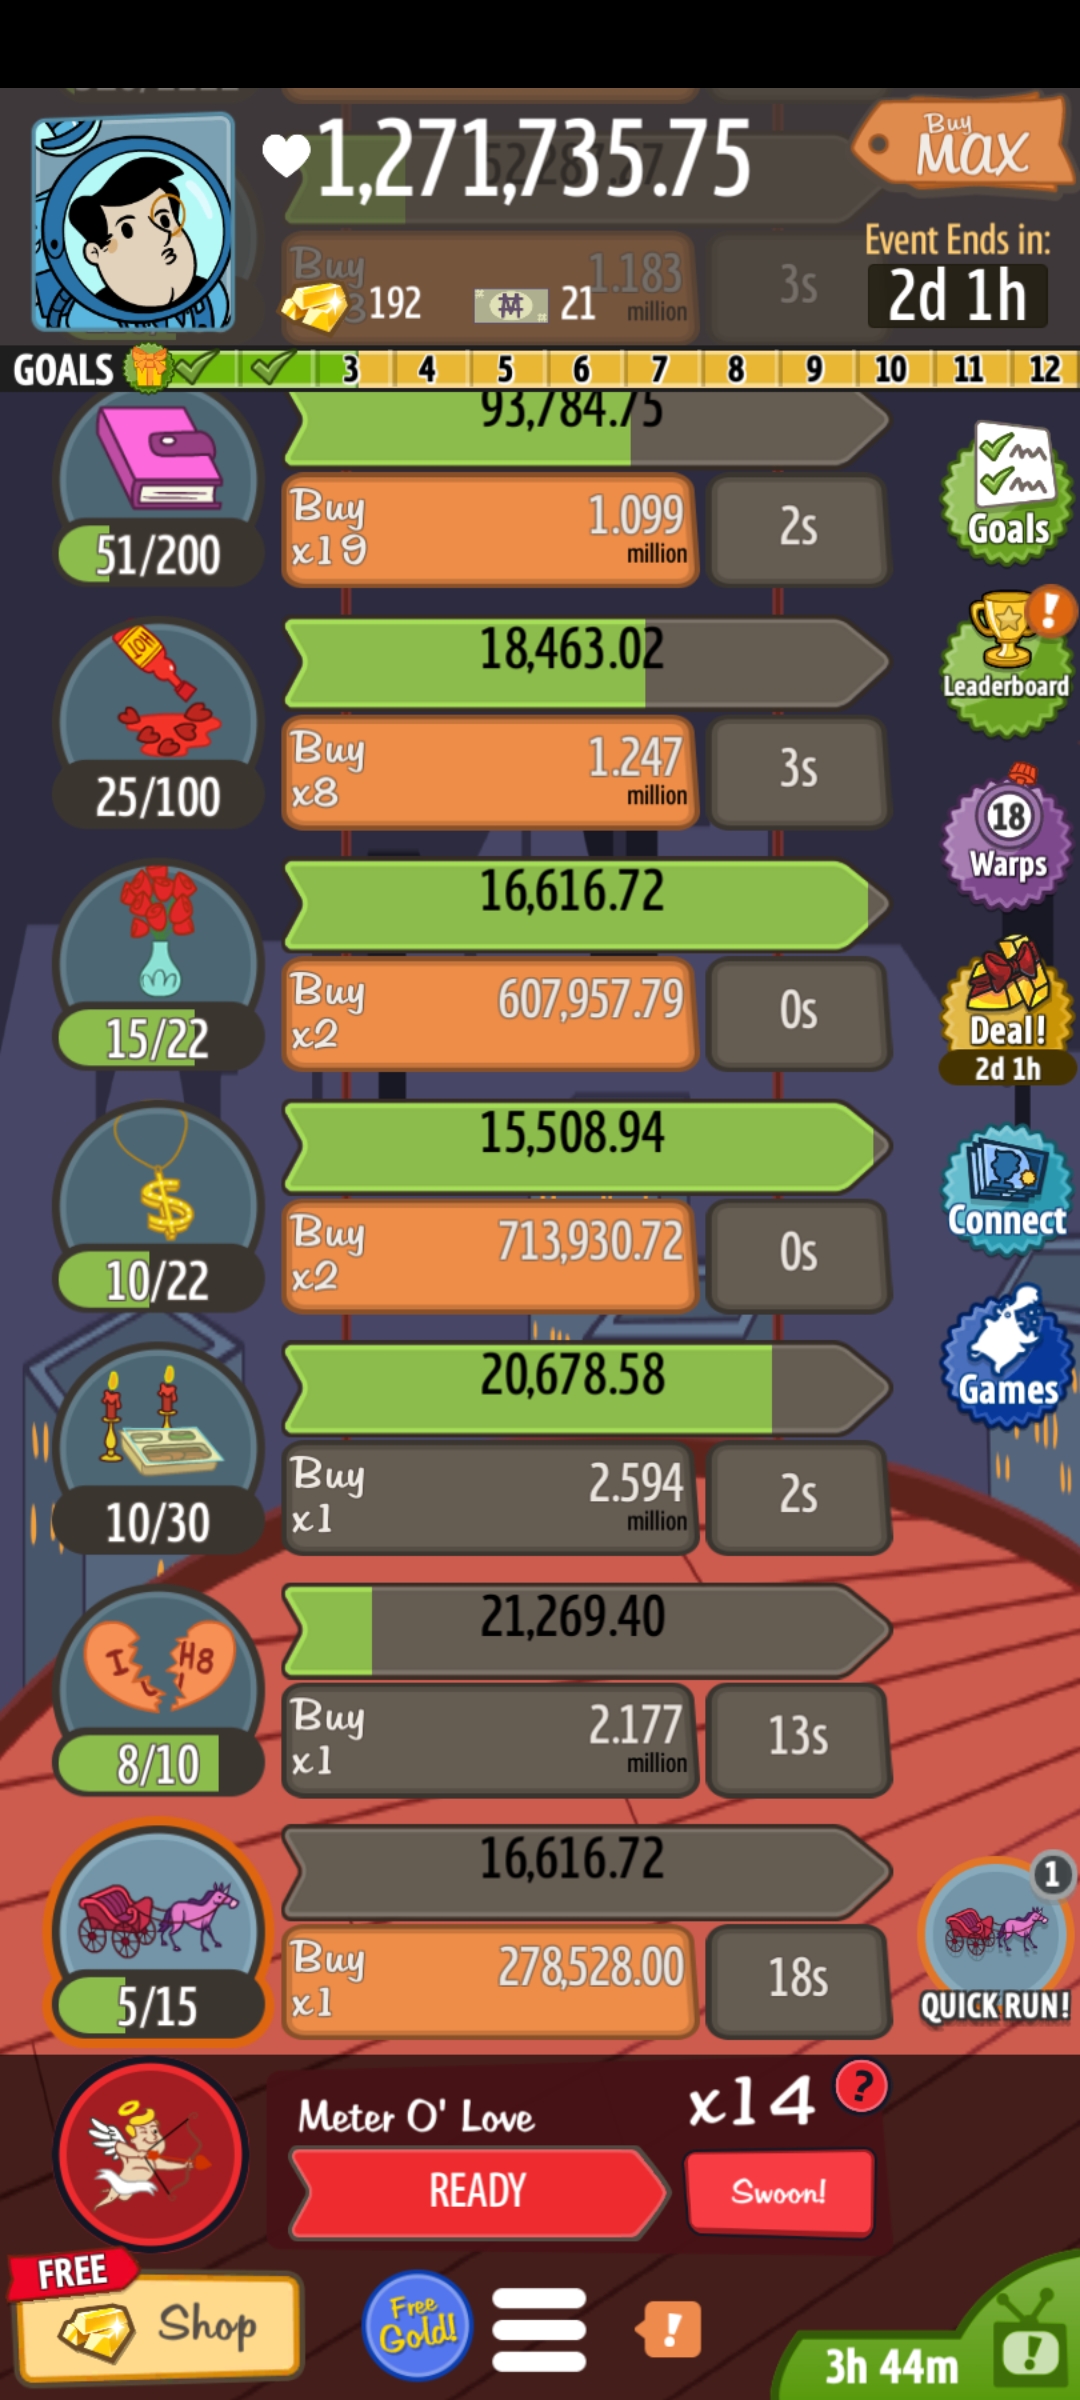 1,271,735.75
Buy
MAX
Event Ends in:
2d 1h
Buy
1.183
million
3s
192
21
GOALS
3
4
5
6
7
8
9
10
11
12
93,784.75
51/200
Buy
x19
1.099
million
2s
Goals
18,463.02
25/100
Buy
x8
1.247
million
3s
!
Leaderboard
16,616.72
15/22
Buy
x2
607,957.79
0s
18
Warps
Deal!
2d 1h
15,508.94
10/22
Buy
x2
713,930.72
0s
Connect
20,678.58
10/30
Buy
x1
2.594
million
2s
Games
I
H8
U
21,269.40
8/10
Buy
x1
2.177
million
13s
16,616.72
5/15
Buy
x1
278,528.00
18s
1
QUICK RUN!
Meter O' Love
x14
?
READY
Swoon!
FREE
Shop
Free
Gold!
!
3h 44m
!